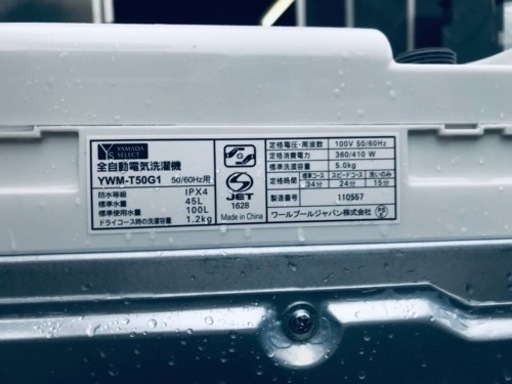 YS YAMADA SELECT
全自動電気洗濯機
YWM-T50G1 50/60Hz用
防水等級 IPX4
標準水量 45L
標準使用水量 100L
ドライコース時の洗濯容量 1.2kg
G
JET
1628
Made in China
定格電圧・周波数 100V 50/60Hz
定格消費電力 360/410 W
標準洗濯容量 5.0kg
定格時間 標準コース スピードコース 洗いのみ
34分 24分 15分
製造番号 110557
ワールプールジャパン株式会社